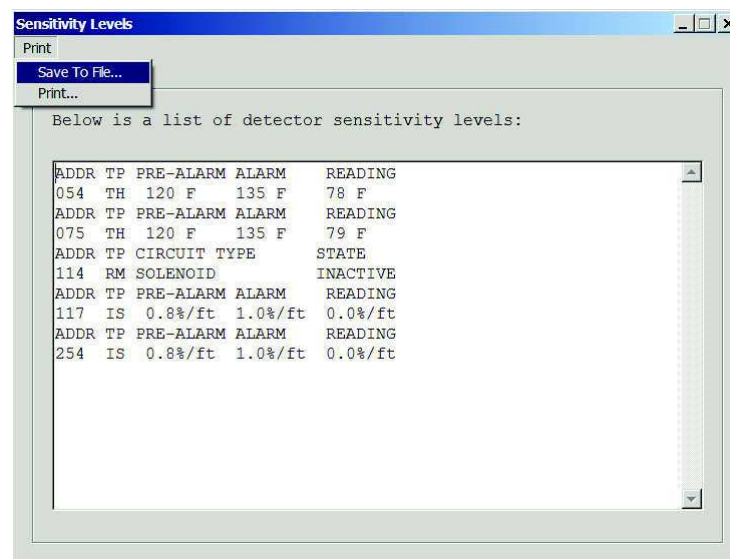 Sensitivity Levels
Print
Save To File...
Print...
Below is a list of detector sensitivity levels:
ADDR TP PRE-ALARM ALARM READING
054 TH 120 F 135 F 78 F
ADDR TP PRE-ALARM ALARM READING
075 TH 120 F 135 F 79 F
ADDR TP CIRCUIT TYPE STATE
114 RM SOLENOID INACTIVE
ADDR TP PRE-ALARM ALARM READING
117 IS 0.8%/ft 1.0%/ft 0.0%/ft
ADDR TP PRE-ALARM ALARM READING
254 IS 0.8%/ft 1.0%/ft 0.0%/ft